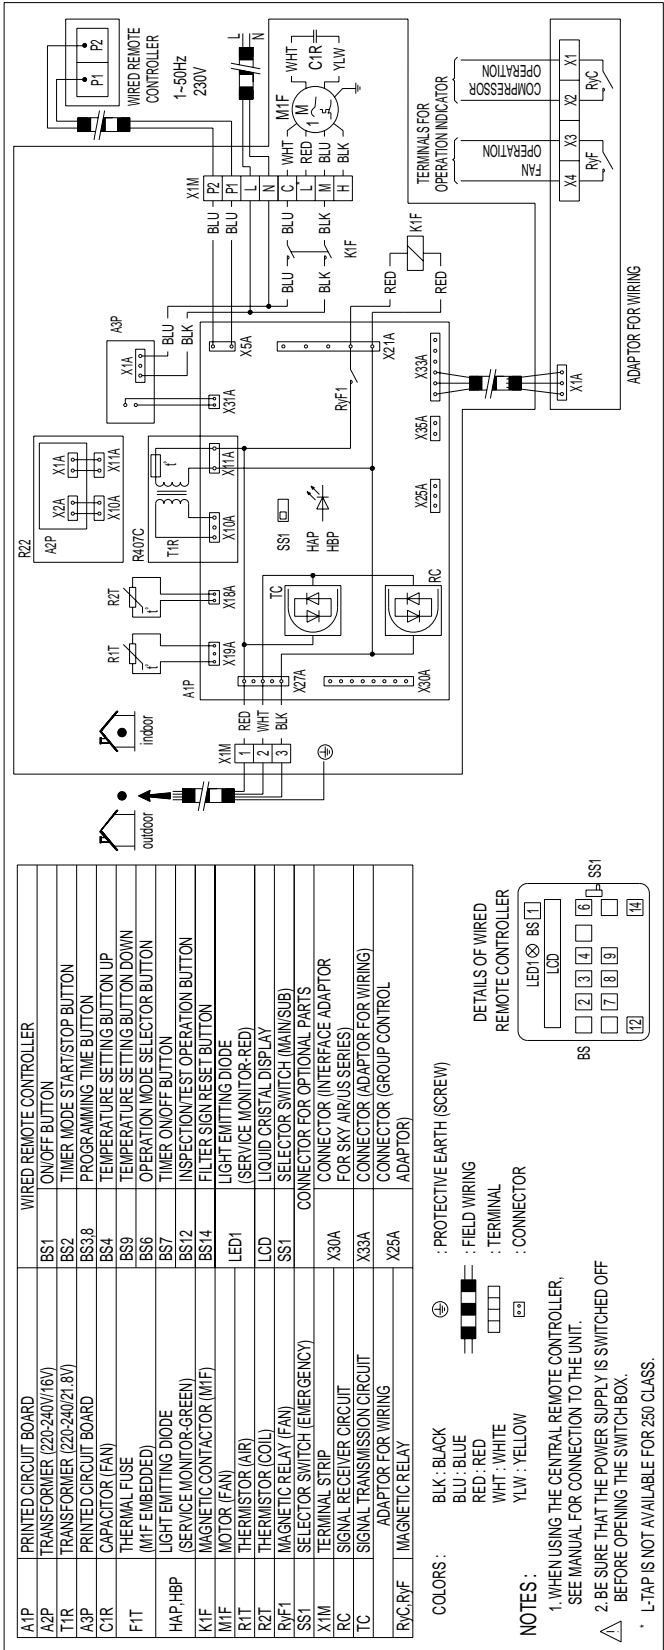 A1P PRINTED CIRCUIT BOARD
A2P TRANSFORMER (220-240V/16V)
T1R TRANSFORMER (220-240/21.8V)
A3P PRINTED CIRCUIT BOARD
C1R CAPACITOR (FAN)
F1T THERMAL FUSE
(M1F EMBEDDED)
HAP,HBP LIGHT EMITTING DIODE
(SERVICE MONITOR-GREEN)
K1F MAGNETIC CONTACTOR (M1F)
M1F MOTOR (FAN)
R1T THERMISTOR (AIR)
R2T THERMISTOR (COIL)
RyF1 MAGNETIC RELAY (FAN)
SS1 SELECTOR SWITCH (EMERGENCY)
X1M TERMINAL STRIP
RC SIGNAL RECEIVER CIRCUIT
TC SIGNAL TRANSMISSION CIRCUIT
ADAPTOR FOR WIRING
RyC,RyF MAGNETIC RELAY
WIRED REMOTE CONTROLLER
BS1 ON/OFF BUTTON
BS2 TIMER MODE START/STOP BUTTON
BS3,8 PROGRAMMING TIME BUTTON
BS4 TEMPERATURE SETTING BUTTON UP
BS9 TEMPERATURE SETTING BUTTON DOWN
BS6 OPERATION MODE SELECTOR BUTTON
BS7 TIMER ON/OFF BUTTON
BS12 INSPECTION/TEST OPERATION BUTTON
BS14 FILTER SIGN RESET BUTTON
LED1 LIGHT EMITTING DIODE
(SERVICE MONITOR-RED)
LCD LIQUID CRISTAL DISPLAY
SS1 SELECTOR SWITCH (MAIN/SUB)
CONNECTOR FOR OPTIONAL PARTS
X30A CONNECTOR (INTERFACE ADAPTOR
FOR SKY AIR/US SERIES)
X33A CONNECTOR (ADAPTOR FOR WIRING)
X25A CONNECTOR (GROUP CONTROL
ADAPTOR)
COLORS :
BLK : BLACK
BLU : BLUE
RED : RED
WHT : WHITE
YLW : YELLOW
: PROTECTIVE EARTH (SCREW)
: FIELD WIRING
: TERMINAL
: CONNECTOR
NOTES :
1. WHEN USING THE CENTRAL REMOTE CONTROLLER,
SEE MANUAL FOR CONNECTION TO THE UNIT.
2. BE SURE THAT THE POWER SUPPLY IS SWITCHED OFF
BEFORE OPENING THE SWITCH BOX.
* L-TAP IS NOT AVAILABLE FOR 250 CLASS.
DETAILS OF WIRED
REMOTE CONTROLLER
LED1 BS 1
LCD
BS
2 3 4 6
SS1
7 8 9
12 14
outdoor
indoor
X1M
1 2 3
RED
WHT
BLK
A1P
R1T
t°
X19A
R2T
t°
X18A
R22
A2P
X2A X1A
X10A X11A
R407C
T1R
t°
X10A X11A
A3P
X1A
X31A
BLU
BLK
X5A
X27A
X30A
TC
RC
SS1
HAP
HBP
RyF1
X21A
X25A
X35A
X33A
BLU BLU
X1M
P2 P1 L N C L* M H
BLU BLK
BLU BLK
K1F
RED RED
K1F
WHT
RED
BLU
BLK
M1F
M
1
WHT
C1R
YLW
P1 P2
WIRED REMOTE
CONTROLLER
1~50Hz
230V
L
N
TERMINALS FOR
OPERATION INDICATOR
FAN
OPERATION
COMPRESSOR
OPERATION
X4 X3 X2 X1
RyF RyC
X1A
ADAPTOR FOR WIRING